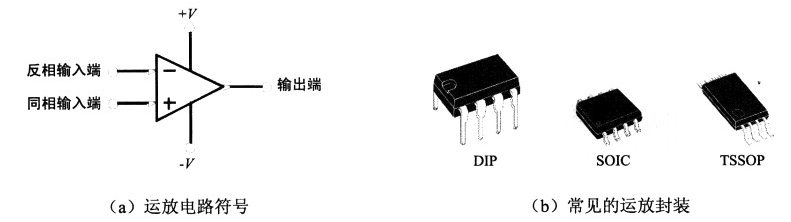 +V
反相输入端
−
同相输入端
+
输出端
-V
DIP
SOIC
TSSOP
（a）运放电路符号
（b）常见的运放封装